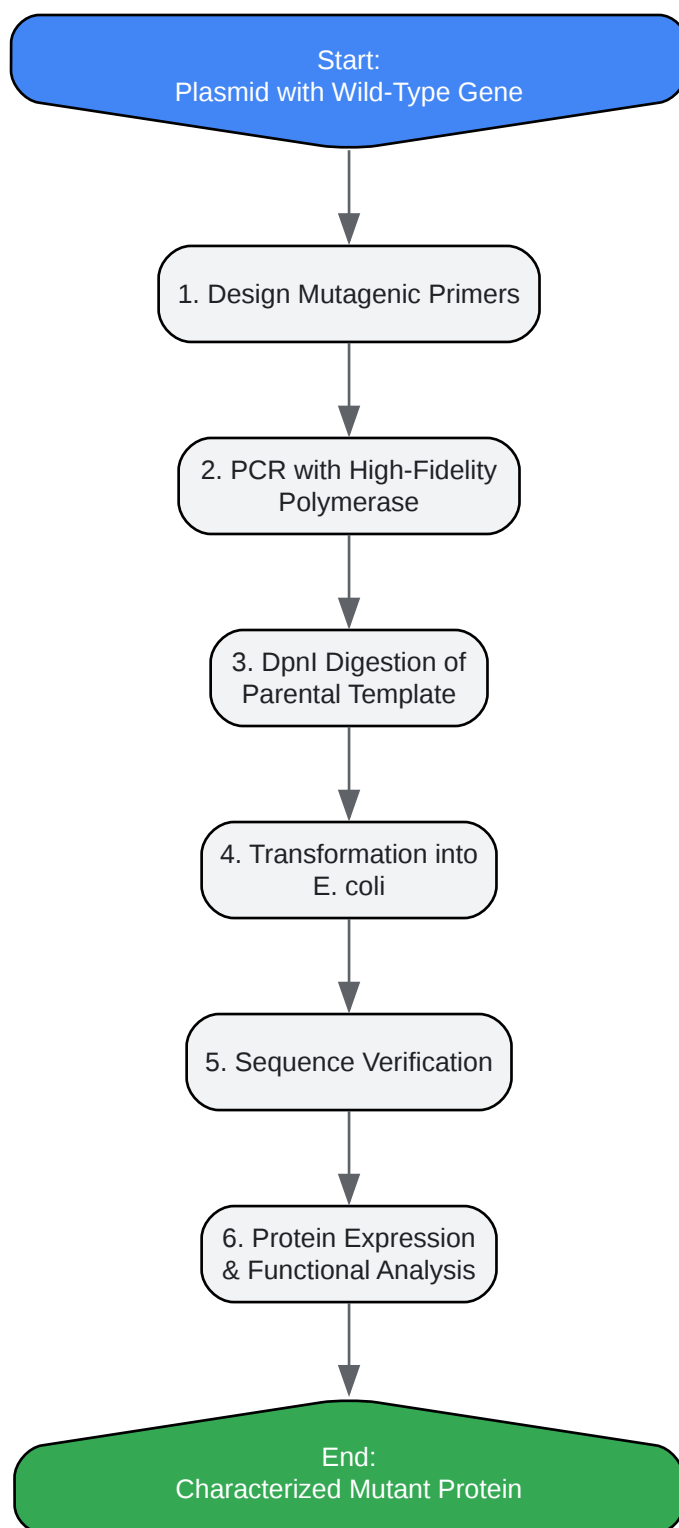 Start:
Plasmid with Wild-Type Gene
1. Design Mutagenic Primers
2. PCR with High-Fidelity
Polymerase
3. DpnI Digestion of
Parental Template
4. Transformation into
E. coli
5. Sequence Verification
6. Protein Expression
& Functional Analysis
End:
Characterized Mutant Protein